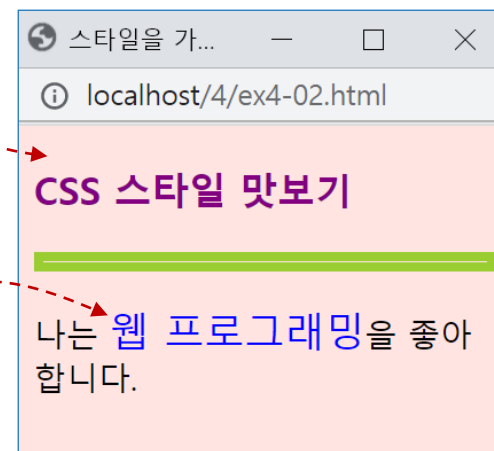 스타일을 가...
localhost/4/ex4-02.html
CSS 스타일 맛보기
나는 웹 프로그래밍을 좋아
합니다.